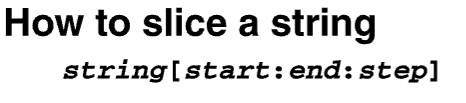 How to slice a string
string[start:end:step]